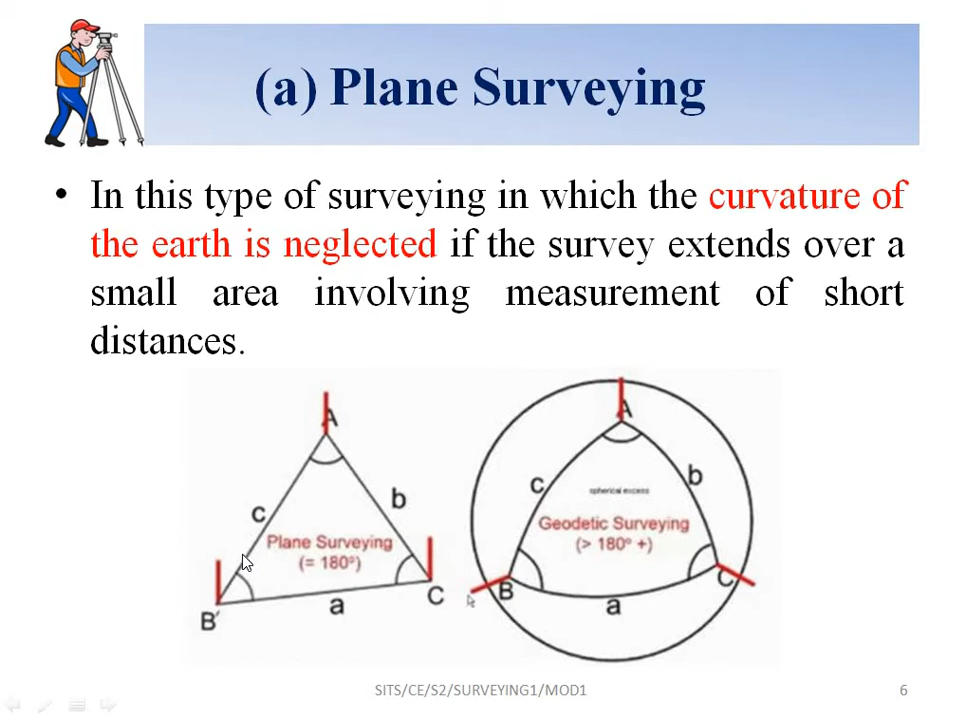 (a) Plane Surveying
• In this type of surveying in which the curvature of
the earth is neglected if the survey extends over a
small area involving measurement of short
distances.
A
c
b
Plane Surveying
(= 180°)
B'
a
C
A
c
b
spherical excess
Geodetic Surveying
(> 180° +)
B
a
C
SITS/CE/S2/SURVEYING1/MOD1
6